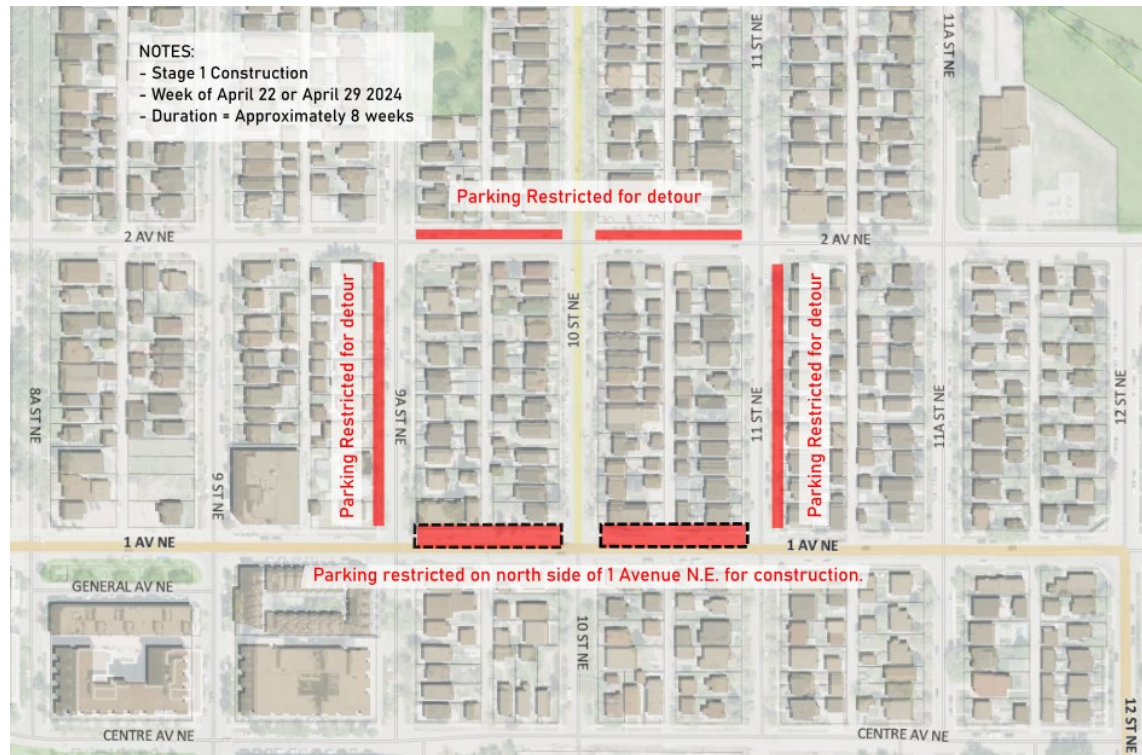 NOTES:
- Stage 1 Construction
- Week of April 22 or April 29 2024
- Duration = Approximately 8 weeks
11 ST NE
11A ST NE
Parking Restricted for detour
2 AV NE
2 AV NE
Parking Restricted for detour
10 ST NE
Parking Restricted for detour
8A ST NE
9A ST NE
11 ST NE
11A ST NE
12 ST NE
9 ST NE
1 AV NE
1 AV NE
Parking restricted on north side of 1 Avenue N.E. for construction.
GENERAL AV NE
10 ST NE
12 ST NE
CENTRE AV NE
CENTRE AV NE